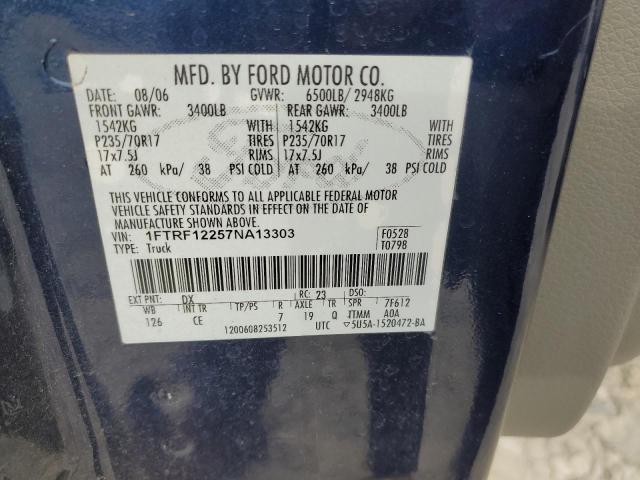 MFD. BY FORD MOTOR CO.
DATE: 08/06 GVWR: 6500LB/ 2948KG
FRONT GAWR: 3400LB REAR GAWR: 3400LB
1542KG WITH 1542KG WITH
P235/70R17 TIRES P235/70R17 TIRES
17x7.5J RIMS 17x7.5J RIMS
AT 260 kPa/ 38 PSI COLD AT 260 kPa/ 38 PSI COLD
THIS VEHICLE CONFORMS TO ALL APPLICABLE FEDERAL MOTOR
VEHICLE SAFETY STANDARDS IN EFFECT ON THE DATE OF
MANUFACTURE SHOWN ABOVE.
VIN: 1FTRF12257NA13303 F0528
TYPE: Truck T0798
EXT PNT: DX RC: 23 DSO:
WB INT TR TP/PS R AXLE TR SPR 7F612
126 CE 7 19 Q TTMM A0A
1200608253512 UTC ▽5U5A-1520472-BA